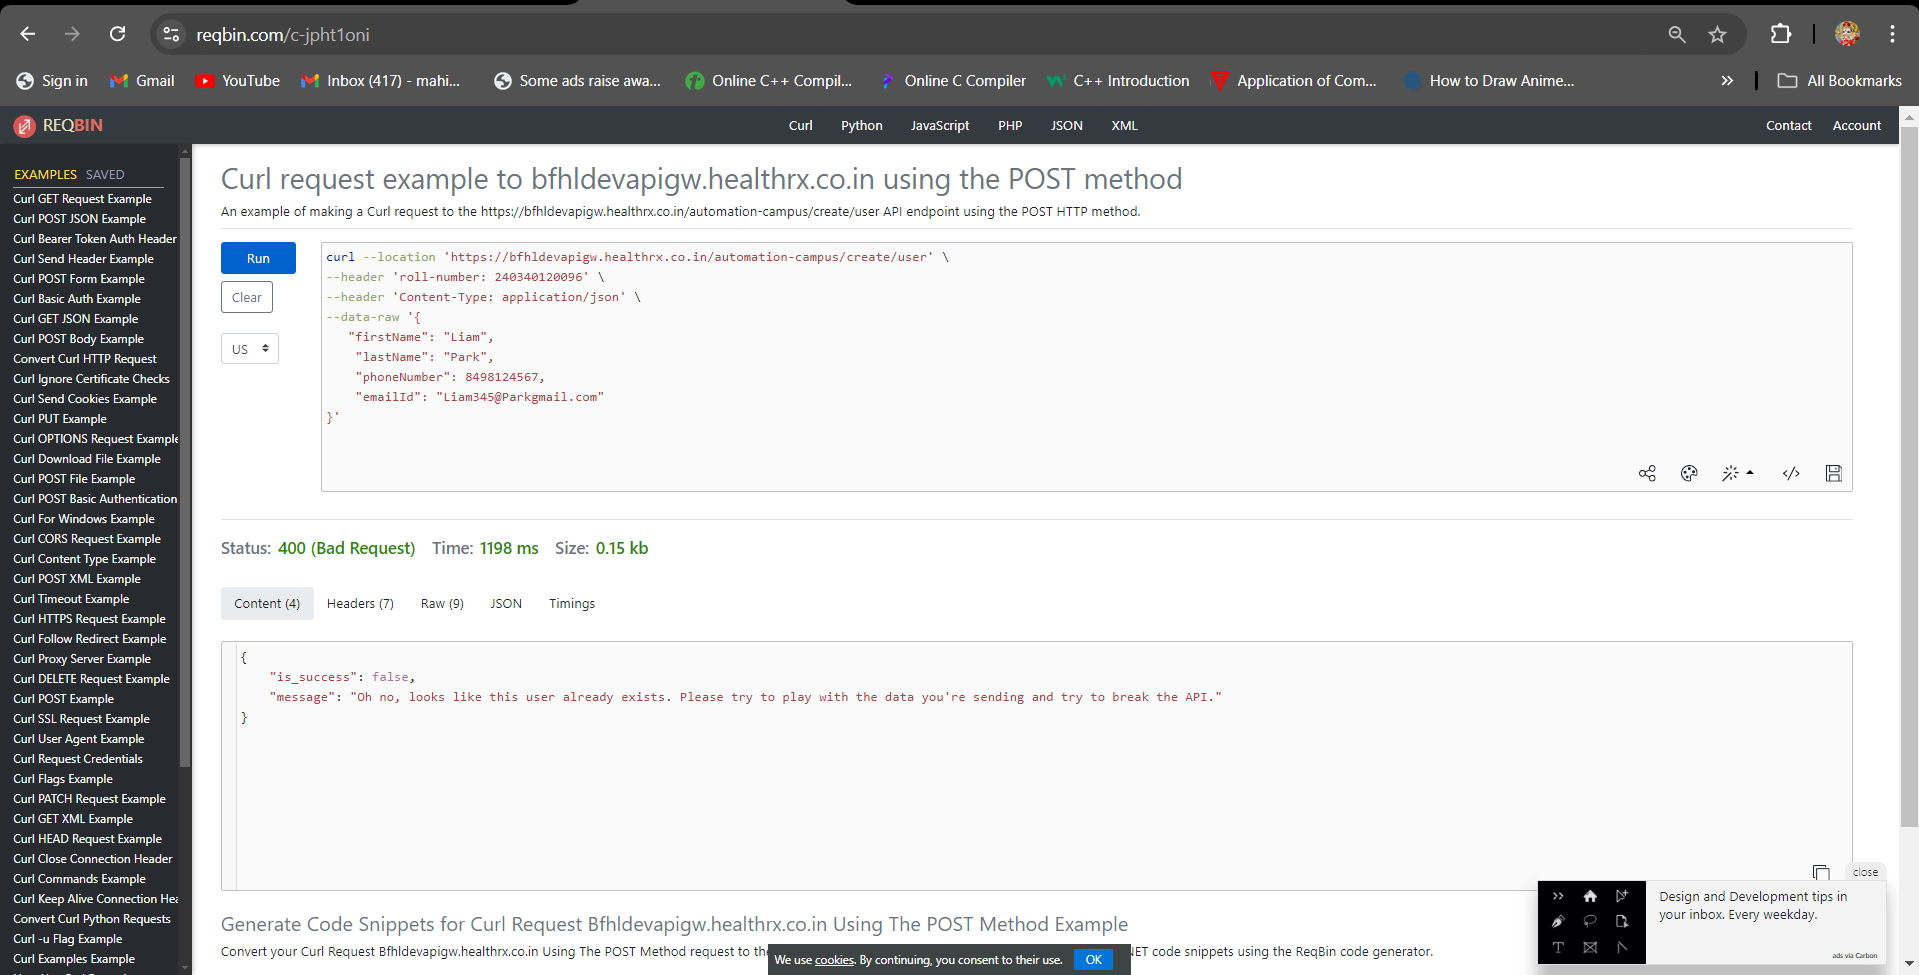 reqbin.com/c-jpht1oni
Sign in
Gmail
YouTube
Inbox (417) - mahi...
Some ads raise awa...
Online C++ Compil...
Online C Compiler
C++ Introduction
Application of Com...
How to Draw Anime...
All Bookmarks
REQBIN
Curl
Python
JavaScript
PHP
JSON
XML
Contact
Account
EXAMPLES SAVED
Curl GET Request Example
Curl POST JSON Example
Curl Bearer Token Auth Header
Curl Send Header Example
Curl POST Form Example
Curl Basic Auth Example
Curl GET JSON Example
Curl POST Body Example
Convert Curl HTTP Request
Curl Ignore Certificate Checks
Curl Send Cookies Example
Curl PUT Example
Curl OPTIONS Request Example
Curl Download File Example
Curl POST File Example
Curl POST Basic Authentication
Curl For Windows Example
Curl CORS Request Example
Curl Content Type Example
Curl POST XML Example
Curl Timeout Example
Curl HTTPS Request Example
Curl Follow Redirect Example
Curl Proxy Server Example
Curl DELETE Request Example
Curl POST Example
Curl SSL Request Example
Curl User Agent Example
Curl Request Credentials
Curl Flags Example
Curl PATCH Request Example
Curl GET XML Example
Curl HEAD Request Example
Curl Close Connection Header
Curl Commands Example
Curl Keep Alive Connection Hea
Convert Curl Python Requests
Curl -u Flag Example
Curl Examples Example
Curl request example to bfhldevapigw.healthrx.co.in using the POST method
An example of making a Curl request to the https://bfhldevapigw.healthrx.co.in/automation-campus/create/user API endpoint using the POST HTTP method.
Run
Clear
US
curl --location 'https://bfhldevapigw.healthrx.co.in/automation-campus/create/user' \
--header 'roll-number: 240340120096' \
--header 'Content-Type: application/json' \
--data-raw '{
"firstName": "Liam",
"lastName": "Park",
"phoneNumber": 8498124567,
"emailId": "Liam345@Parkgmail.com"
}'
Status: 400 (Bad Request) Time: 1198 ms Size: 0.15 kb
Content (4)
Headers (7)
Raw (9)
JSON
Timings
{
"is_success": false,
"message": "Oh no, looks like this user already exists. Please try to play with the data you're sending and try to break the API."
}
close
Design and Development tips in
your inbox. Every weekday.
ads via Carbon
Generate Code Snippets for Curl Request Bfhldevapigw.healthrx.co.in Using The POST Method Example
Convert your Curl Request Bfhldevapigw.healthrx.co.in Using The POST Method request to the
NET code snippets using the ReqBin code generator.
We use cookies. By continuing, you consent to their use.
OK